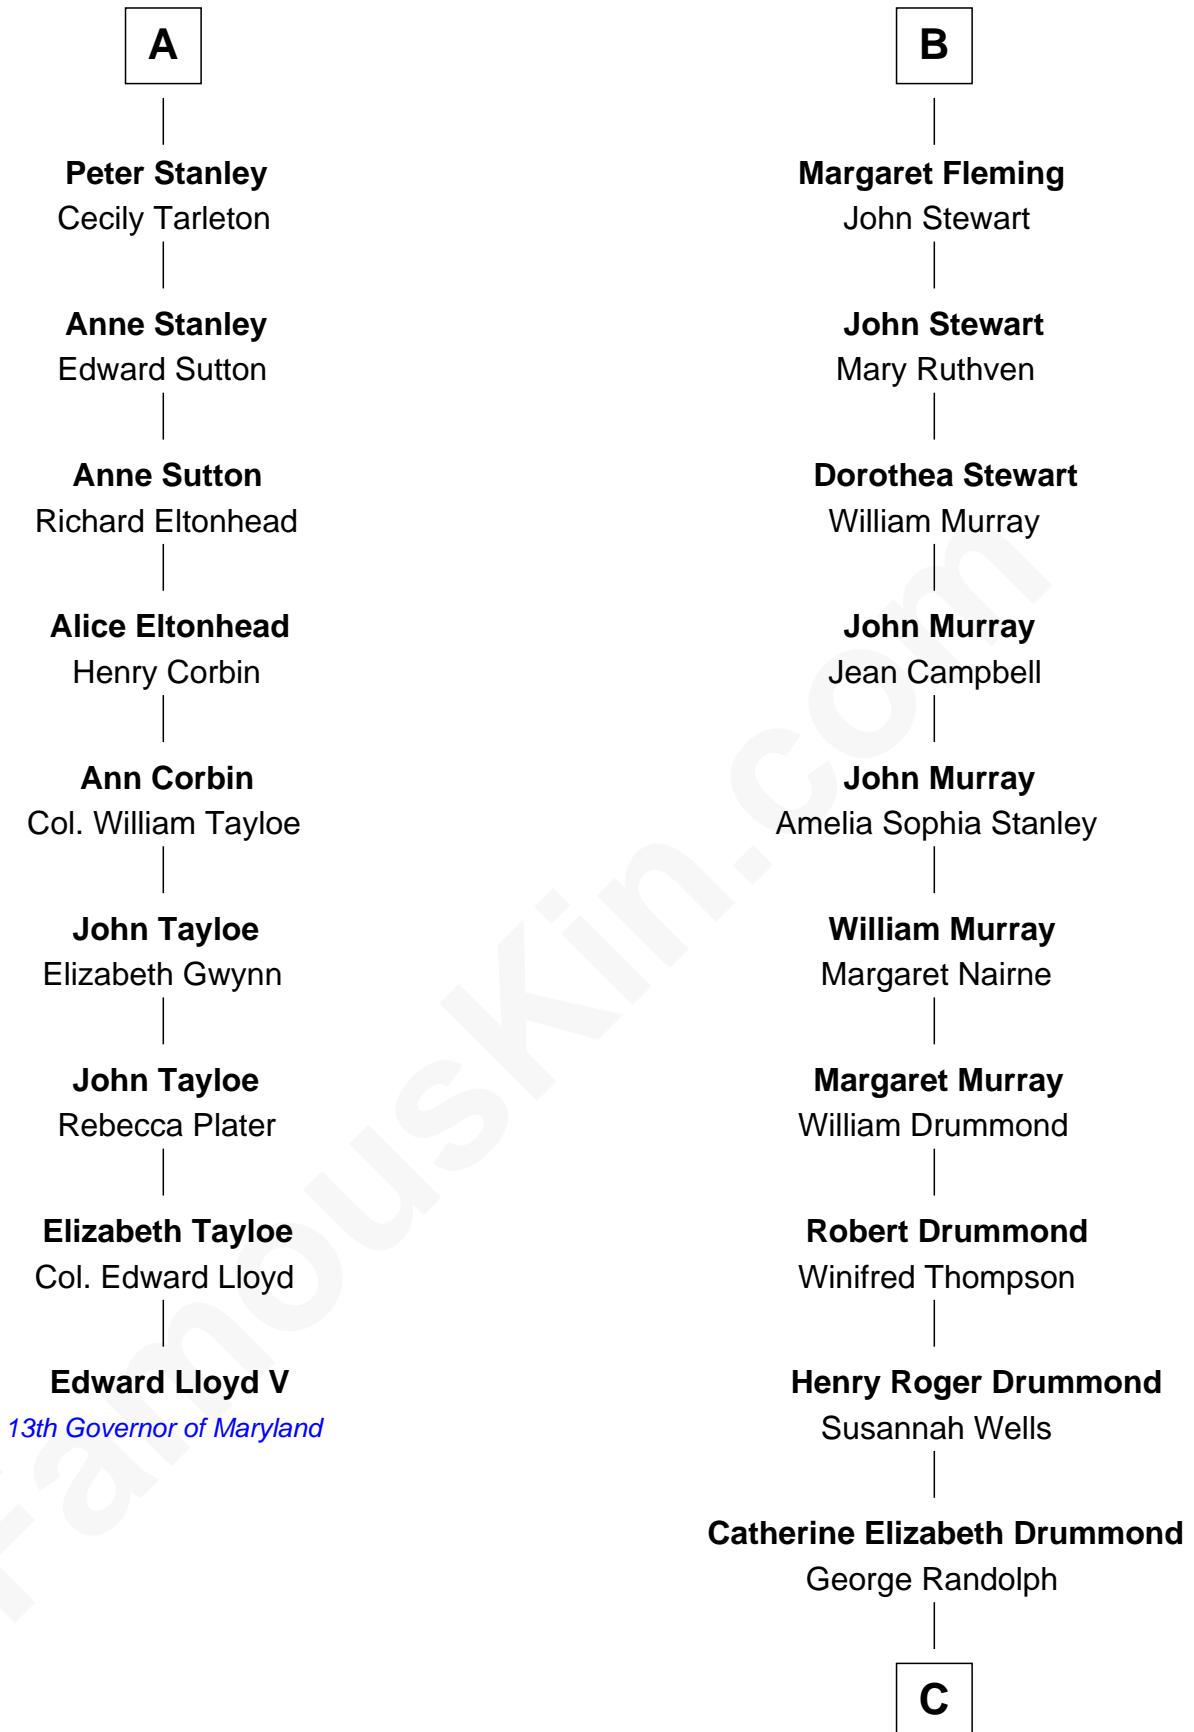 A
Peter Stanley
Cecily Tarleton
Anne Stanley
Edward Sutton
Anne Sutton
Richard Eltonhead
Alice Eltonhead
Henry Corbin
Ann Corbin
Col. William Tayloe
John Tayloe
Elizabeth Gwynn
John Tayloe
Rebecca Plater
Elizabeth Tayloe
Col. Edward Lloyd
Edward Lloyd V
13th Governor of Maryland
B
Margaret Fleming
John Stewart
John Stewart
Mary Ruthven
Dorothea Stewart
William Murray
John Murray
Jean Campbell
John Murray
Amelia Sophia Stanley
William Murray
Margaret Nairne
Margaret Murray
William Drummond
Robert Drummond
Winifred Thompson
Henry Roger Drummond
Susannah Wells
Catherine Elizabeth Drummond
George Randolph
C
FamousKin.com